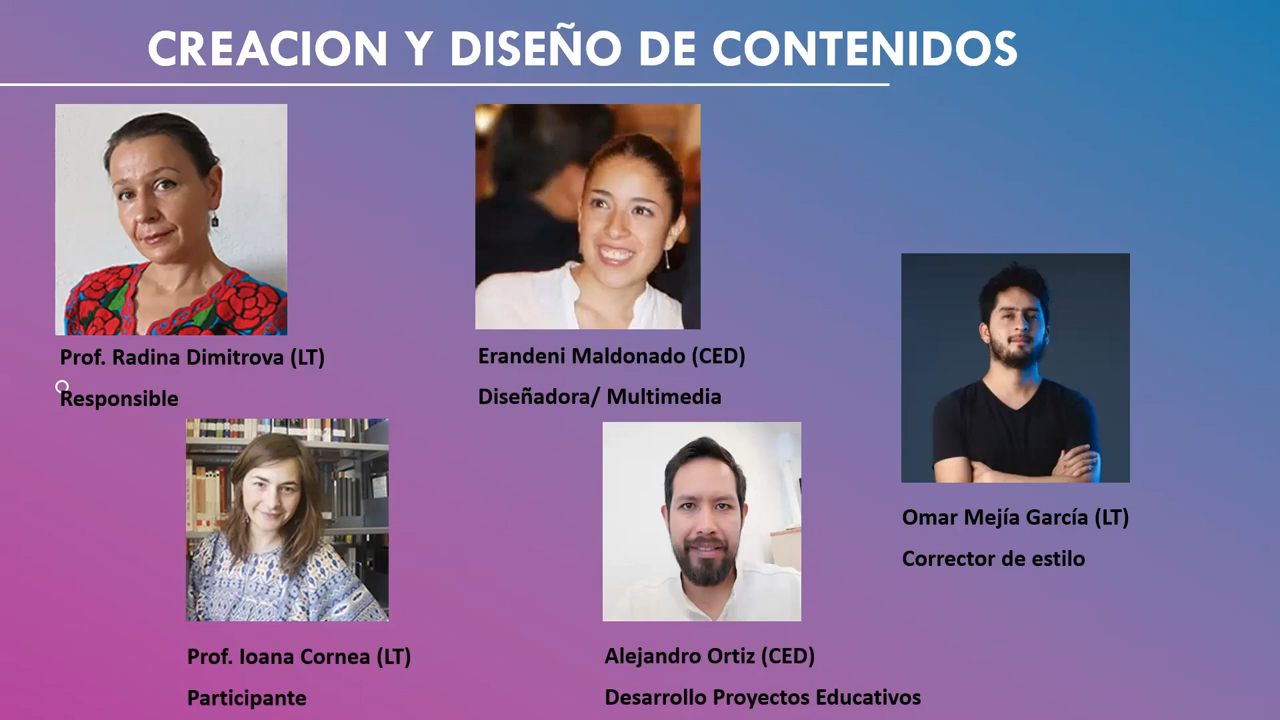 CREACION Y DISEÑO DE CONTENIDOS
Prof. Radina Dimitrova (LT)
Responsible
Erandeni Maldonado (CED)
Diseñadora/ Multimedia
Omar Mejía García (LT)
Corrector de estilo
Prof. Ioana Cornea (LT)
Participante
Alejandro Ortiz (CED)
Desarrollo Proyectos Educativos